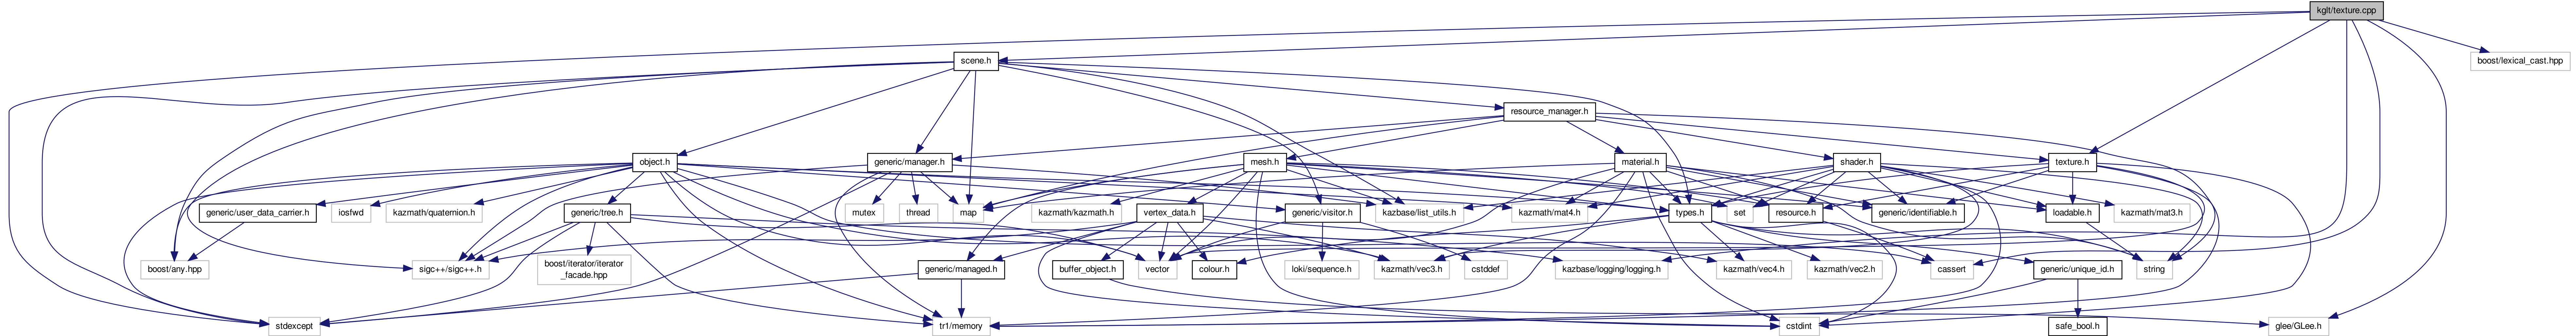 kglt/texture.cpp
scene.h
boost/lexical_cast.hpp
resource_manager.h
object.h
generic/manager.h
mesh.h
material.h
shader.h
texture.h
generic/user_data_carrier.h
iosfwd
kazmath/quaternion.h
generic/tree.h
mutex
thread
map
kazmath/kazmath.h
vertex_data.h
generic/visitor.h
kazbase/list_utils.h
kazmath/mat4.h
types.h
set
resource.h
generic/identifiable.h
loadable.h
kazmath/mat3.h
boost/any.hpp
sigc++/sigc++.h
boost/iterator/iterator
_facade.hpp
generic/managed.h
buffer_object.h
vector
colour.h
loki/sequence.h
kazmath/vec3.h
cstddef
kazbase/logging/logging.h
kazmath/vec4.h
kazmath/vec2.h
cassert
generic/unique_id.h
string
stdexcept
tr1/memory
cstdint
safe_bool.h
glee/GLee.h